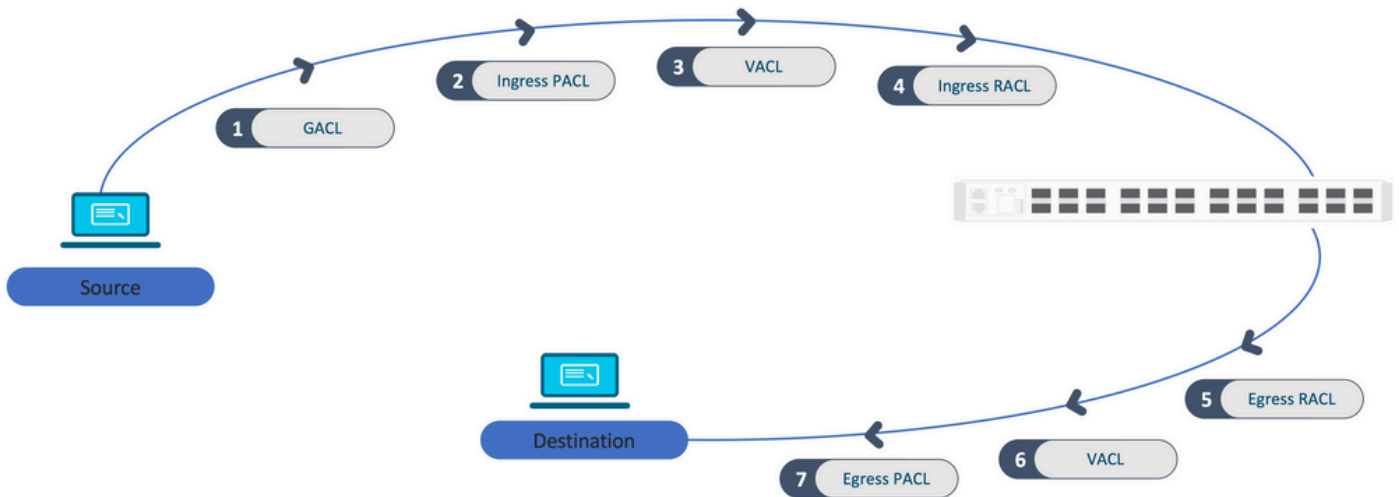 1 GACL
2 Ingress PACL
3 VACL
4 Ingress RACL
Source
5 Egress RACL
Destination
6 VACL
7 Egress PACL